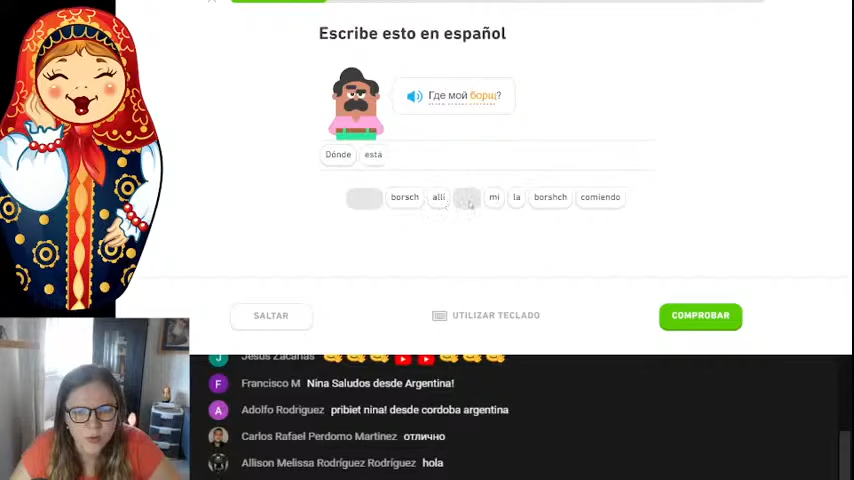 Escribe esto en español
Где мой борщ?
Dónde está
borsch allí mi la borshch comiendo
SALTAR UTILIZAR TECLADO COMPROBAR
J Jesus Zacarias
F Francisco M Nina Saludos desde Argentina!
A Adolfo Rodriguez pribiet nina! desde cordoba argentina
Carlos Rafael Perdomo Martinez отлично
Allison Melissa Rodríguez Rodríguez hola